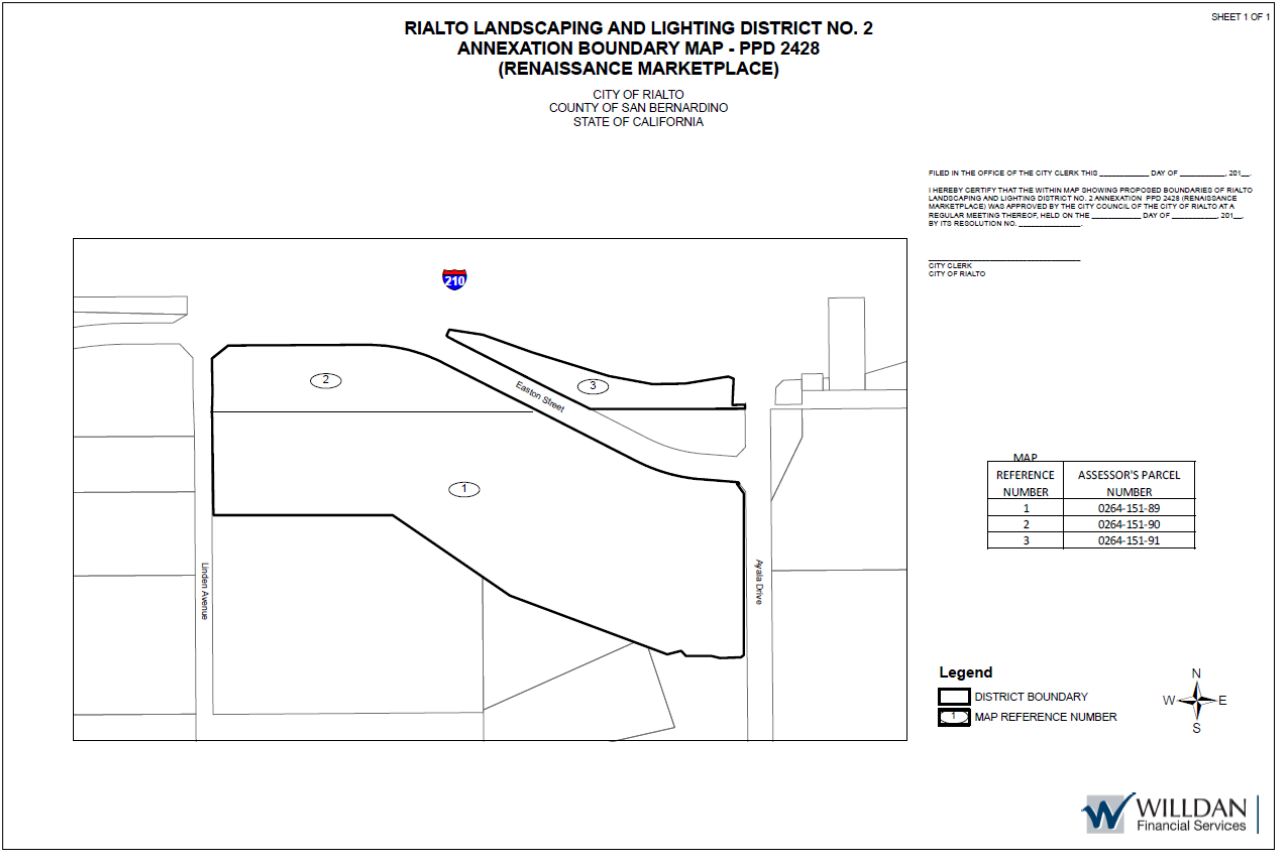 SHEET 1 OF 1
RIALTO LANDSCAPING AND LIGHTING DISTRICT NO. 2
ANNEXATION BOUNDARY MAP - PPD 2428
(RENAISSANCE MARKETPLACE)
CITY OF RIALTO
COUNTY OF SAN BERNARDINO
STATE OF CALIFORNIA
FILED IN THE OFFICE OF THE CITY CLERK THIS ____________ DAY OF ___________, 201__.
I HEREBY CERTIFY THAT THE WITHIN MAP SHOWING PROPOSED BOUNDARIES OF RIALTO
LANDSCAPING AND LIGHTING DISTRICT NO. 2 ANNEXATION PPD 2428 (RENAISSANCE
MARKETPLACE) WAS APPROVED BY THE CITY COUNCIL OF THE CITY OF RIALTO AT A
REGULAR MEETING THEREOF, HELD ON THE ____________ DAY OF ___________, 201__,
BY ITS RESOLUTION NO. _______________.
CITY CLERK
CITY OF RIALTO
210
2
3
Easton Street
1
Linden Avenue
Ayala Drive
MAP
REFERENCE ASSESSOR'S PARCEL
NUMBER NUMBER
1 0264-151-89
2 0264-151-90
3 0264-151-91
Legend
DISTRICT BOUNDARY
1 MAP REFERENCE NUMBER
N
W E
S
WILLDAN
Financial Services